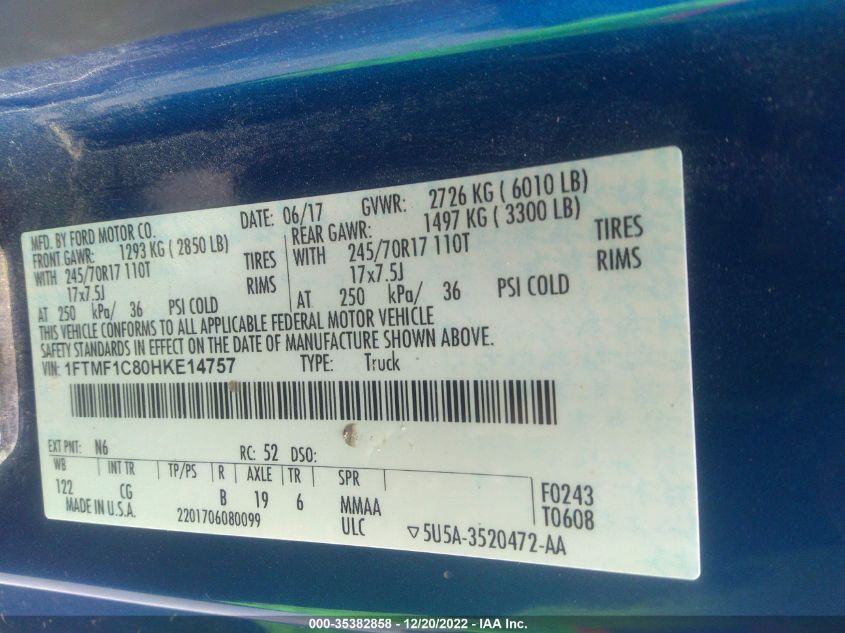 MFD. BY FORD MOTOR CO.
DATE: 06/17 GVWR: 2726 KG ( 6010 LB)
FRONT GAWR: 1293 KG ( 2850 LB) REAR GAWR: 1497 KG ( 3300 LB)
WITH 245/70R17 110T TIRES WITH 245/70R17 110T TIRES
17x7.5J RIMS 17x7.5J RIMS
AT 250 kPa/ 36 PSI COLD AT 250 kPa/ 36 PSI COLD
THIS VEHICLE CONFORMS TO ALL APPLICABLE FEDERAL MOTOR VEHICLE
SAFETY STANDARDS IN EFFECT ON THE DATE OF MANUFACTURE SHOWN ABOVE.
VIN: 1FTMF1C80HKE14757 TYPE: Truck
EXT PNT: N6 RC: 52 DSO:
WB INT TR TP/PS R AXLE TR SPR
122 CG B 19 6 MMAA F0243
MADE IN U.S.A. 2201706080099 ULC T0608
▽5U5A-3520472-AA
000-35382858 - 12/20/2022 - IAA Inc.